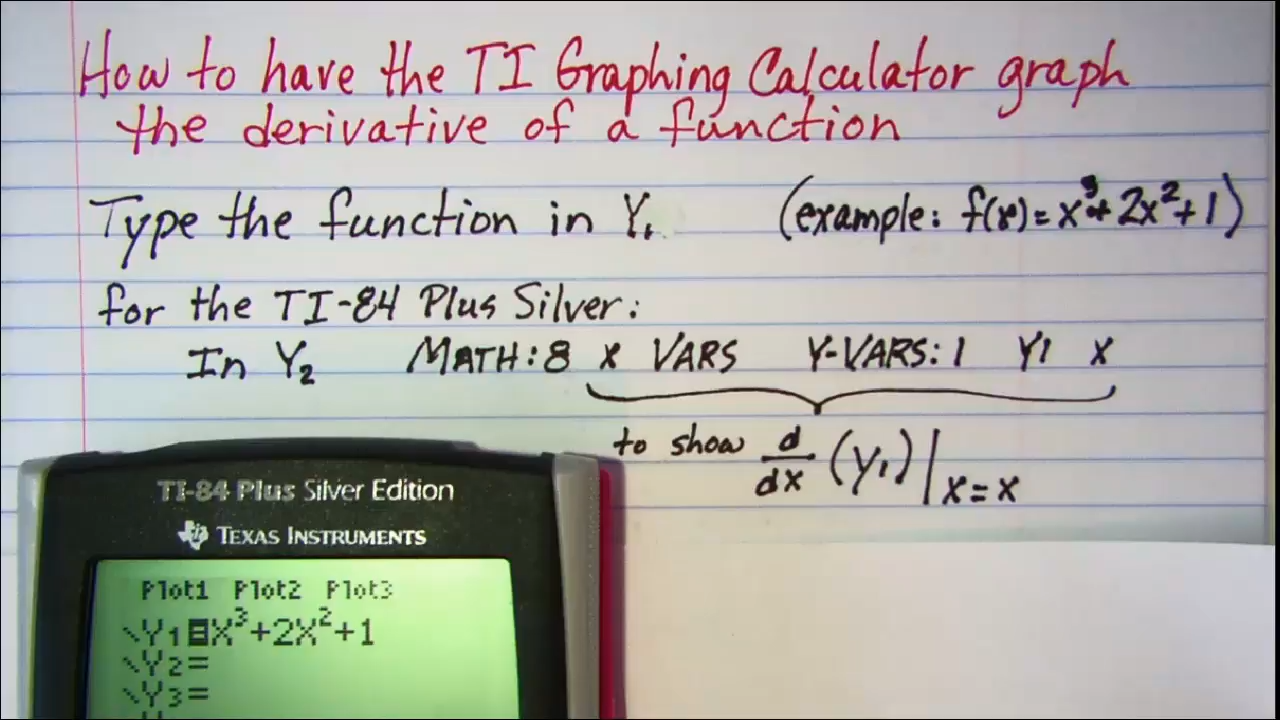 How to have the TI Graphing Calculator graph
the derivative of a function
Type the function in Y₁ (example: f(x)=x³+2x²+1)
for the TI-84 Plus Silver:
In Y₂ MATH:8 X VARS Y-VARS:1 Y1 X
to show d/dx (Y₁)|x=x
TI-84 Plus Silver Edition
TEXAS INSTRUMENTS
Plot1 Plot2 Plot3
\Y₁=X³+2X²+1
\Y₂=
\Y₃=